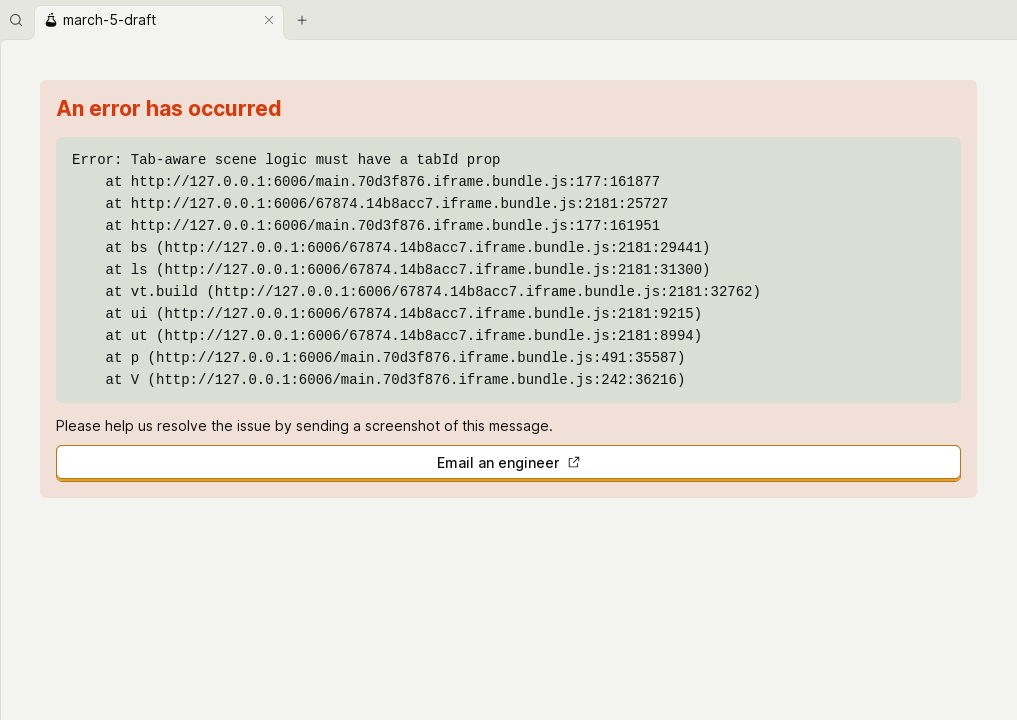 march-5-draft
An error has occurred
Error: Tab-aware scene logic must have a tabId prop
at http://127.0.0.1:6006/main.70d3f876.iframe.bundle.js:177:161877
at http://127.0.0.1:6006/67874.14b8acc7.iframe.bundle.js:2181:25727
at http://127.0.0.1:6006/main.70d3f876.iframe.bundle.js:177:161951
at bs (http://127.0.0.1:6006/67874.14b8acc7.iframe.bundle.js:2181:29441)
at ls (http://127.0.0.1:6006/67874.14b8acc7.iframe.bundle.js:2181:31300)
at vt.build (http://127.0.0.1:6006/67874.14b8acc7.iframe.bundle.js:2181:32762)
at ui (http://127.0.0.1:6006/67874.14b8acc7.iframe.bundle.js:2181:9215)
at ut (http://127.0.0.1:6006/67874.14b8acc7.iframe.bundle.js:2181:8994)
at p (http://127.0.0.1:6006/main.70d3f876.iframe.bundle.js:491:35587)
at V (http://127.0.0.1:6006/main.70d3f876.iframe.bundle.js:242:36216)
Please help us resolve the issue by sending a screenshot of this message.
Email an engineer